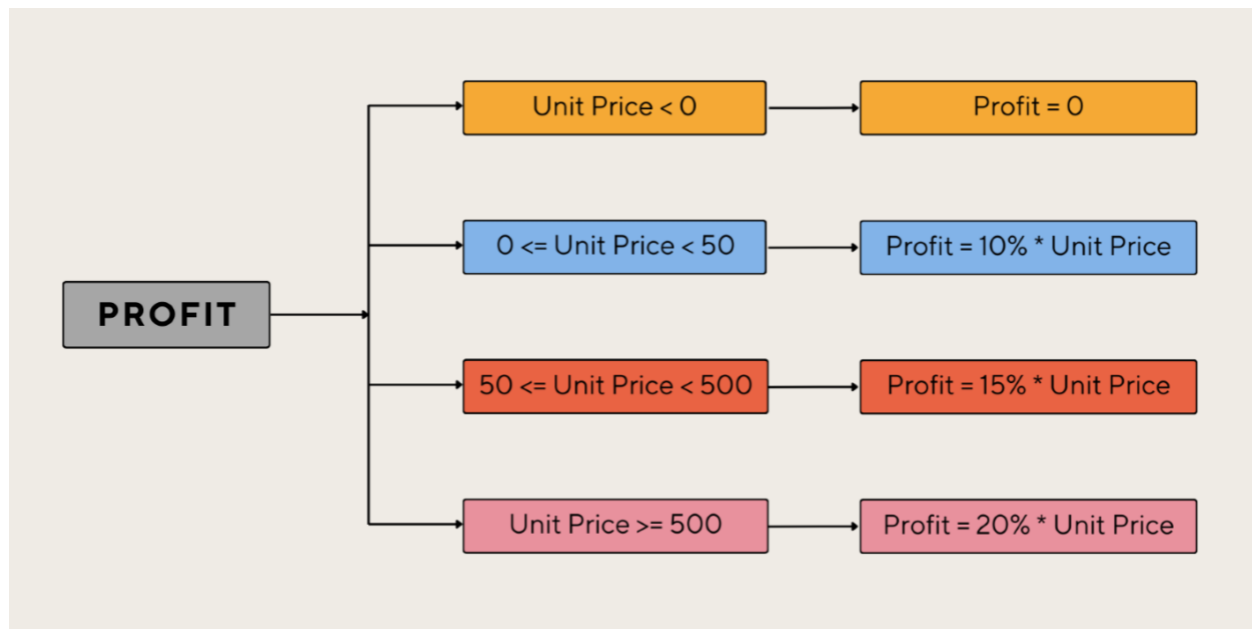 PROFIT
Unit Price < 0
Profit = 0
0 <= Unit Price < 50
Profit = 10% * Unit Price
50 <= Unit Price < 500
Profit = 15% * Unit Price
Unit Price >= 500
Profit = 20% * Unit Price